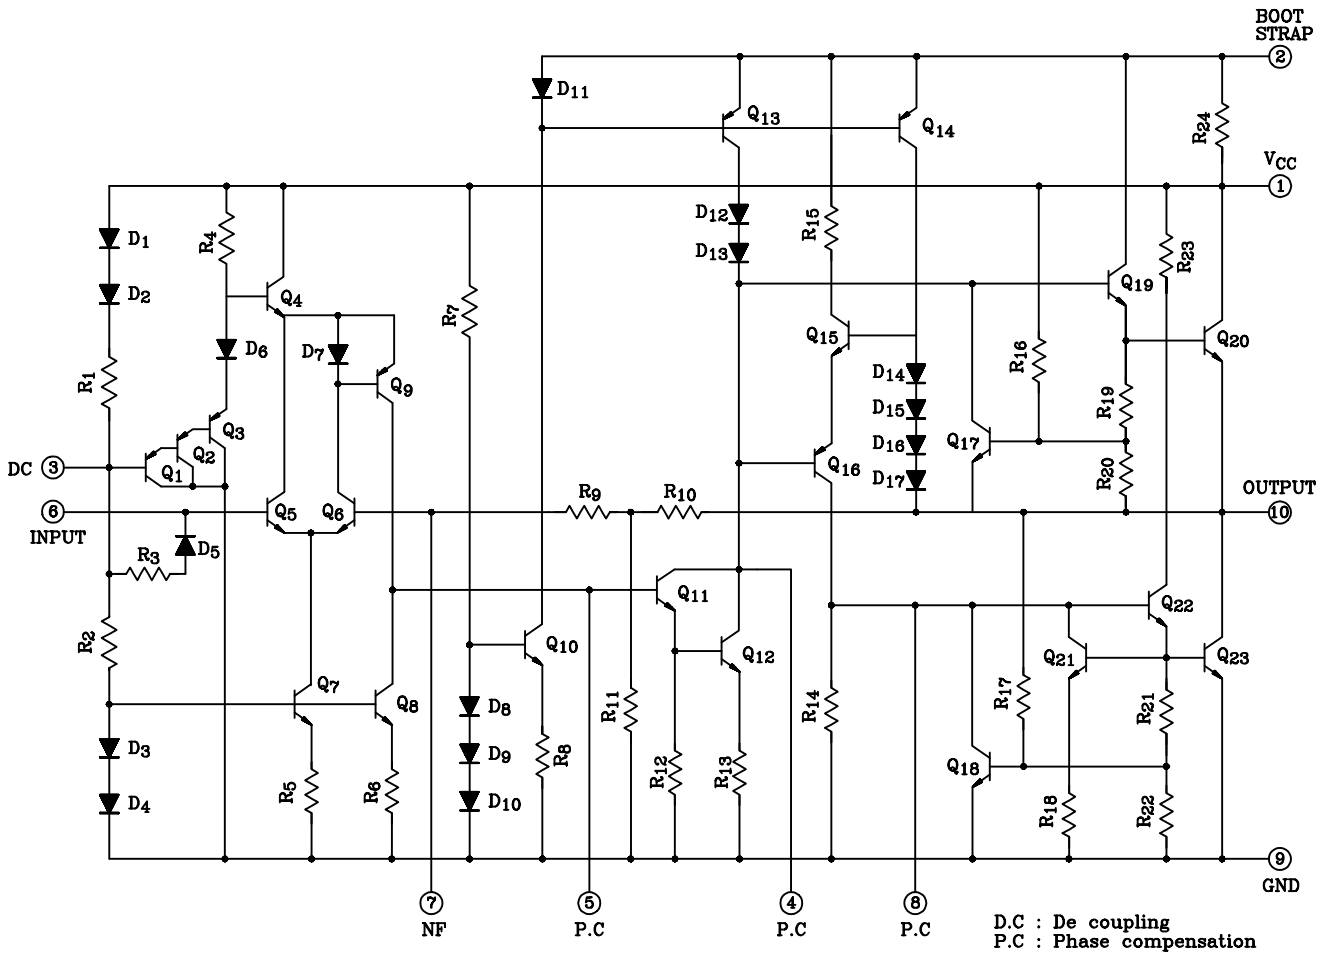 BOOT
STRAP
2
D11
Q13
Q14
R24
VCC
1
D1
R4
D12
R15
D13
R23
D2
Q4
R7
Q19
D6
D7
Q15
R16
Q20
R1
Q9
D14
R19
D15
Q3
Q2
Q17
D16
DC 3
Q1
Q16
D17
R20
R9
R10
OUTPUT
6
Q5
Q6
10
INPUT
R3
D5
Q11
Q22
R2
Q10
Q12
Q21
Q23
Q7
Q8
D8
R11
R14
R17
R21
D3
D9
R8
Q18
R5
R6
R12
R13
D4
D10
R18
R22
9
GND
7
5
4
8
NF
P.C
P.C
P.C
D.C : De coupling
P.C : Phase compensation